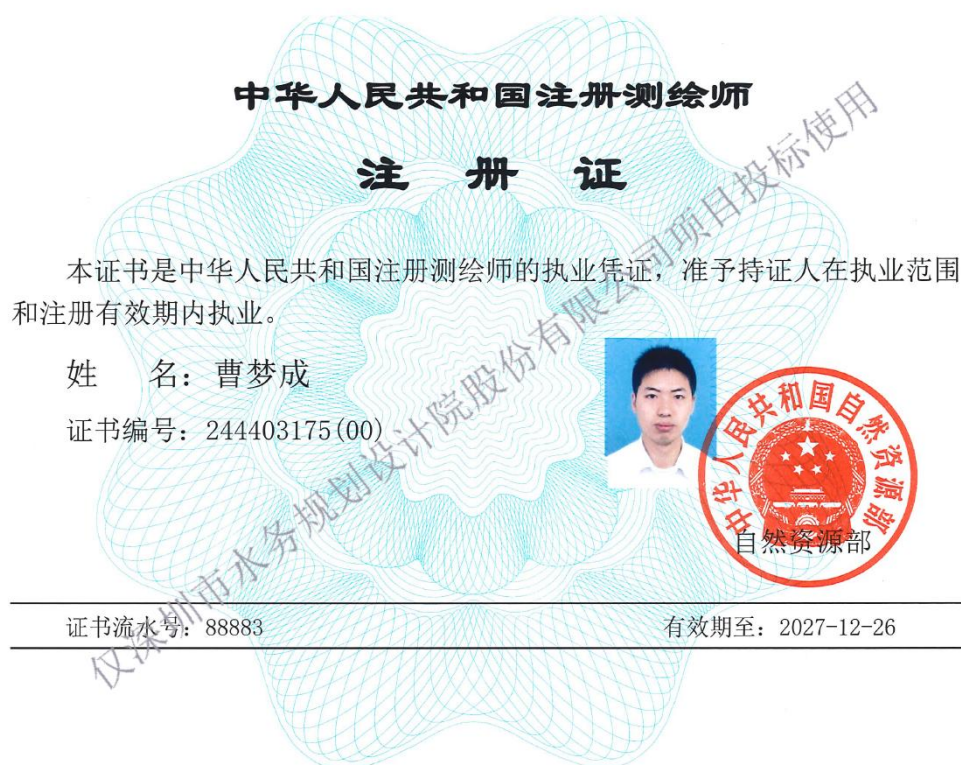 中华人民共和国注册测绘师
注 册 证
本证书是中华人民共和国注册测绘师的执业凭证，准予持证人在执业范围
和注册有效期内执业。
姓 名：曹梦成
证书编号：244403175(00)
中华人民共和国自然资源部
自然资源部
证书流水号：88883
有效期至：2027-12-26
仅深圳市水务规划设计院股份有限公司项目投标使用